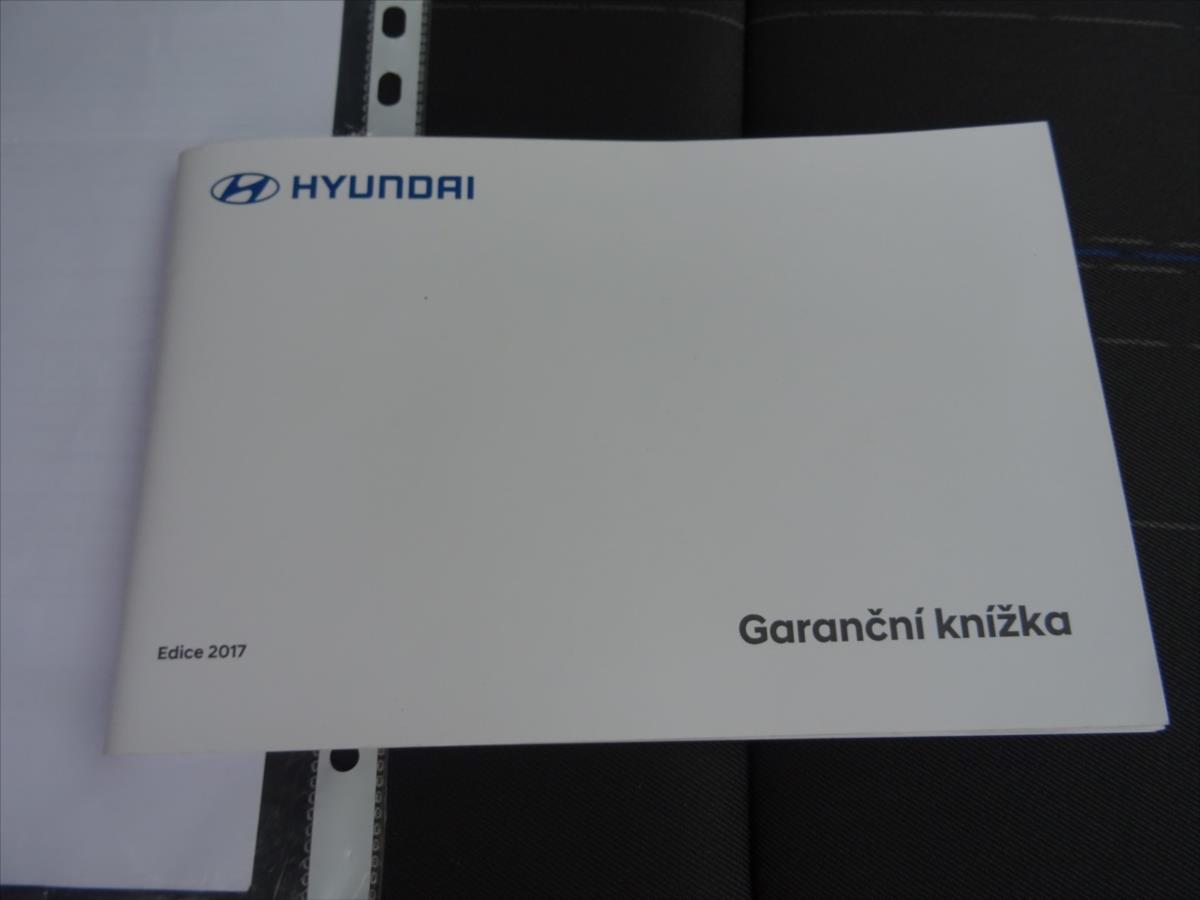 HYUNDAI
Garanční knížka
Edice 2017